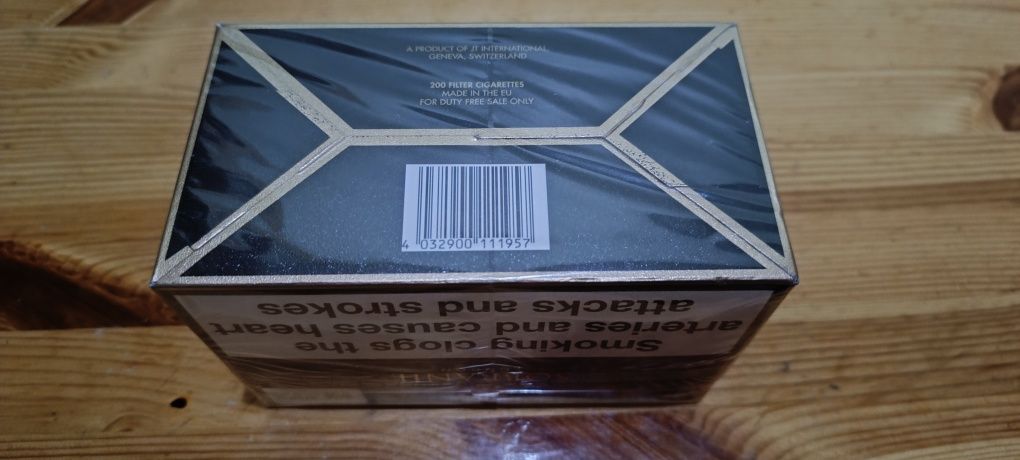 A PRODUCT OF JT INTERNATIONAL
GENEVA, SWITZERLAND
200 FILTER CIGARETTES
MADE IN THE EU
FOR DUTY FREE SALE ONLY
4 032900 111957
Smoking clogs the
arteries and causes heart
attacks and strokes